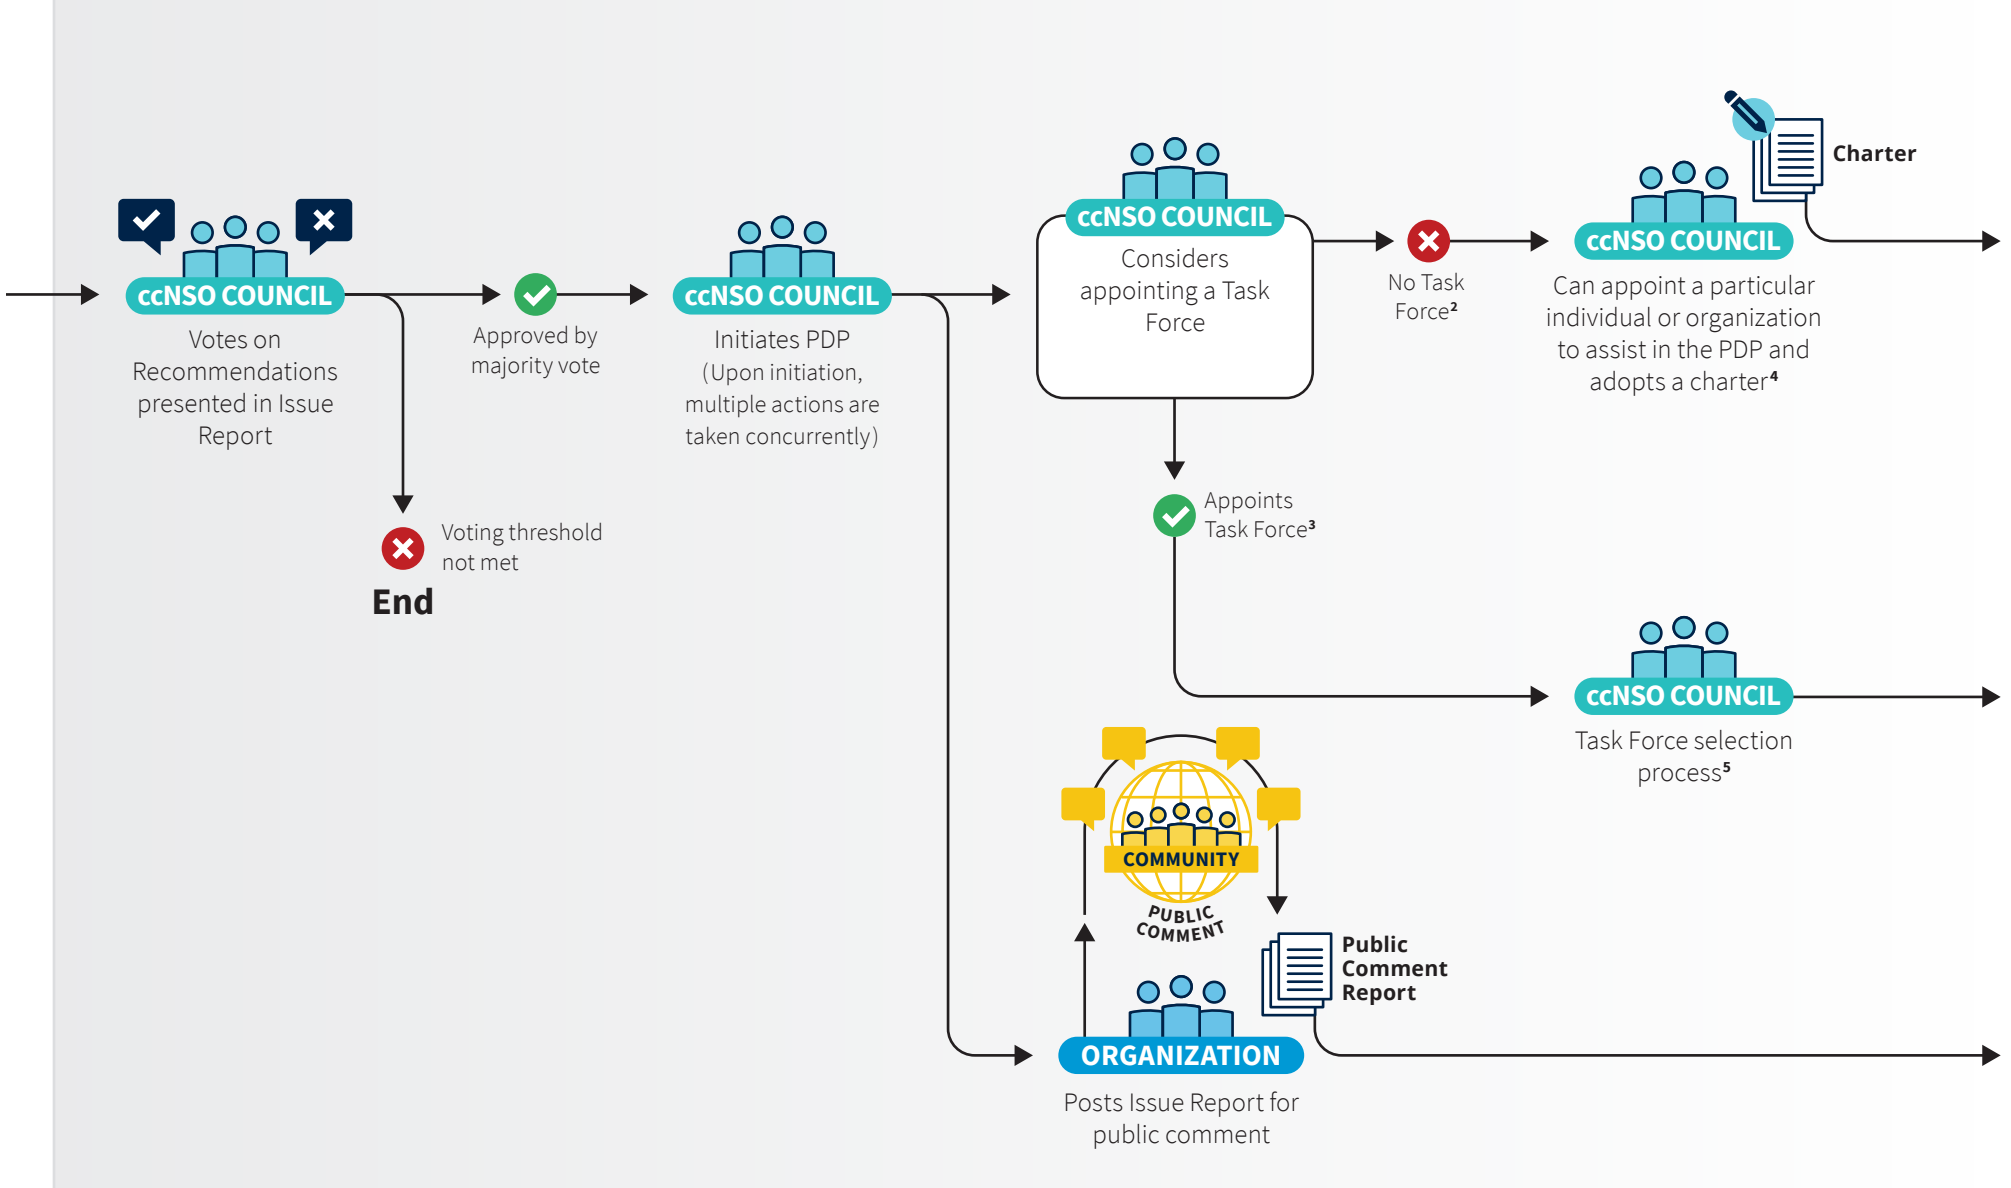 ccNSO COUNCIL
Votes on
Recommendations
presented in Issue
Report
Voting threshold
not met
End
Approved by
majority vote
ccNSO COUNCIL
Initiates PDP
(Upon initiation,
multiple actions are
taken concurrently)
ccNSO COUNCIL
Considers
appointing a Task
Force
No Task
Force²
Charter
ccNSO COUNCIL
Can appoint a particular
individual or organization
to assist in the PDP and
adopts a charter⁴
Appoints
Task Force³
ccNSO COUNCIL
Task Force selection
process⁵
COMMUNITY
PUBLIC
COMMENT
Public
Comment
Report
ORGANIZATION
Posts Issue Report for
public comment